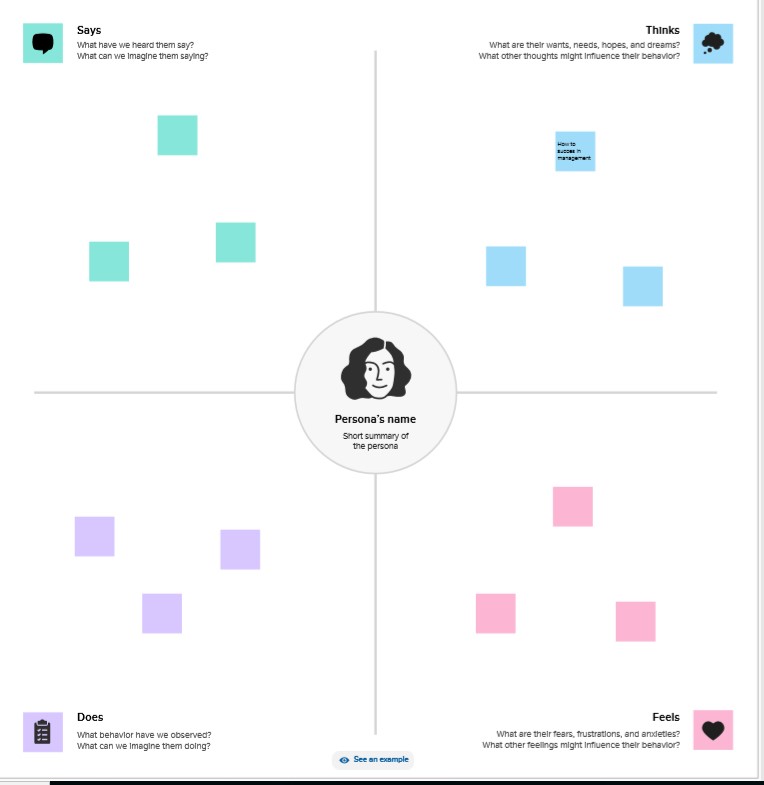 Says
What have we heard them say?
What can we imagine them saying?
Thinks
What are their wants, needs, hopes, and dreams?
What other thoughts might influence their behavior?
How to
succes in
management
Persona's name
Short summary of
the persona
Does
What behavior have we observed?
What can we imagine them doing?
Feels
What are their fears, frustrations, and anxieties?
What other feelings might influence their behavior?
See an example